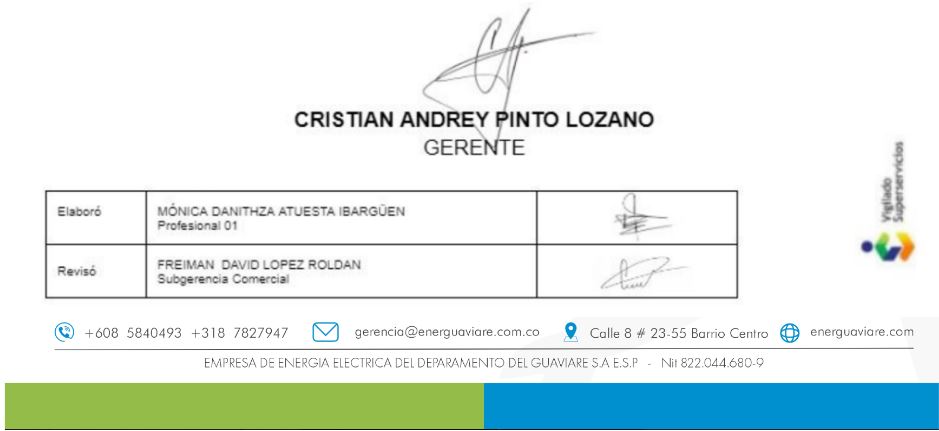 CRISTIAN ANDREY PINTO LOZANO
GERENTE
Elaboró
MÓNICA DANITHZA ATUESTA IBARGÜEN
Profesional 01
Revisó
FREIMAN DAVID LOPEZ ROLDAN
Subgerencia Comercial
Vigilado
Superservicios
+608 5840493 +318 7827947
gerencia@energuaviare.com.co
Calle 8 # 23-55 Barrio Centro
energuaviare.com
EMPRESA DE ENERGIA ELECTRICA DEL DEPARAMENTO DEL GUAVIARE S.A E.S.P - Nit 822.044.680-9